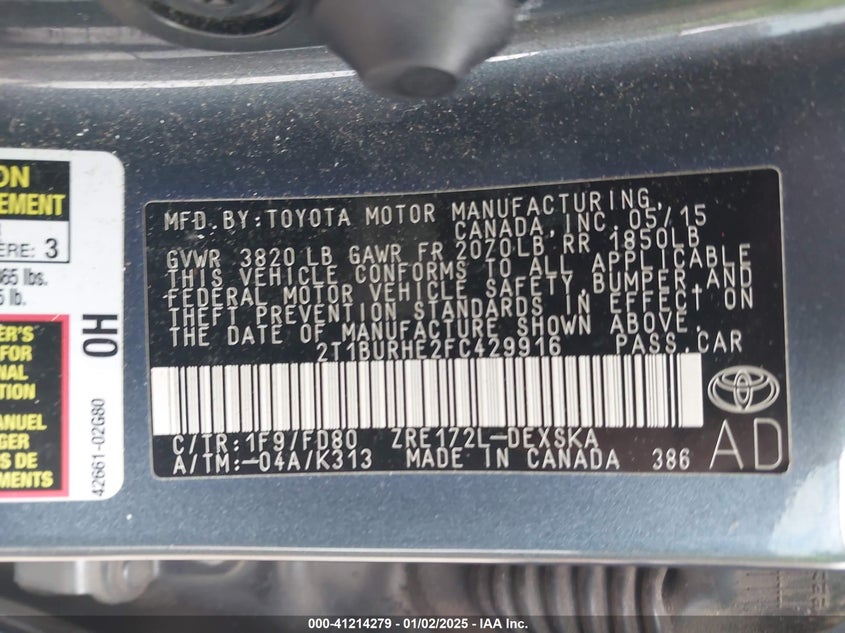 ON
EMENT
ERE: 3
365 lbs.
5 lb.
OH
ER'S
FOR
NAL
TION
ANUEL
GER
S DE
EMENTS
42661-02G80
MFD. BY: TOYOTA MOTOR MANUFACTURING,
CANADA, INC. 05/15
GVWR 3820 LB GAWR FR 2070LB RR 1850LB
THIS VEHICLE CONFORMS TO ALL APPLICABLE
FEDERAL MOTOR VEHICLE SAFETY, BUMPER, AND
THEFT PREVENTION STANDARDS IN EFFECT ON
THE DATE OF MANUFACTURE SHOWN ABOVE.
2T1BURHE2FC429916 PASS. CAR
C/TR: 1F9/FD80 ZRE172L-DEXSKA
A/TM: -04A/K313 MADE IN CANADA 386
AD
000-41214279 - 01/02/2025 - © IAA Inc.